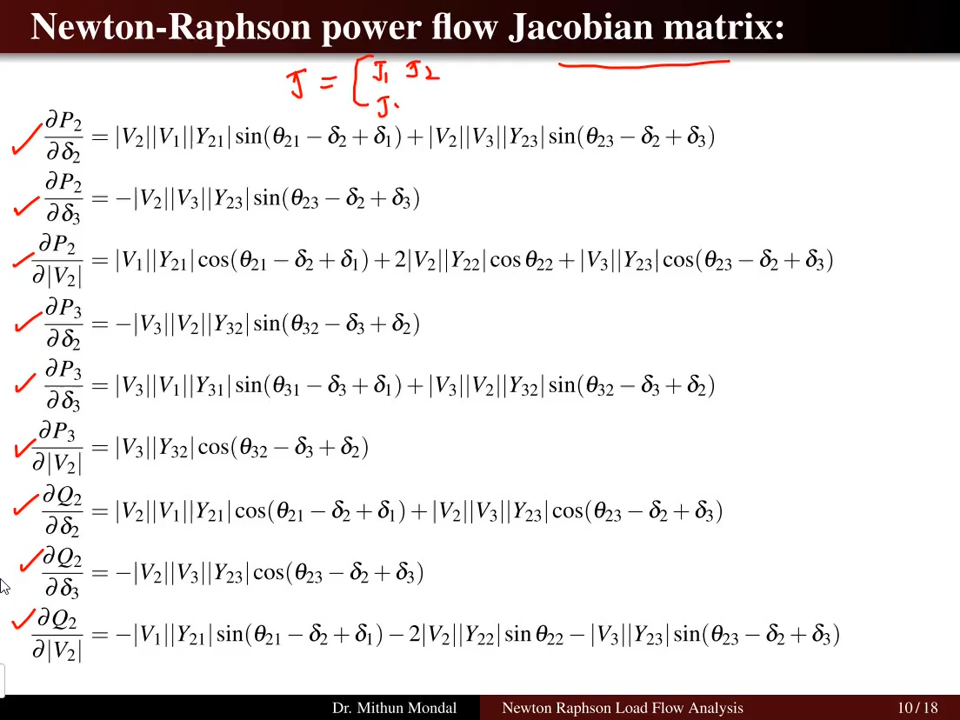 Newton-Raphson power flow Jacobian matrix:
J = [ J1 J2
J.
∂P₂/∂δ₂ = |V₂||V₁||Y₂₁| sin(θ₂₁ − δ₂ + δ₁) + |V₂||V₃||Y₂₃| sin(θ₂₃ − δ₂ + δ₃)
∂P₂/∂δ₃ = −|V₂||V₃||Y₂₃| sin(θ₂₃ − δ₂ + δ₃)
∂P₂/∂|V₂| = |V₁||Y₂₁| cos(θ₂₁ − δ₂ + δ₁) + 2|V₂||Y₂₂| cos θ₂₂ + |V₃||Y₂₃| cos(θ₂₃ − δ₂ + δ₃)
∂P₃/∂δ₂ = −|V₃||V₂||Y₃₂| sin(θ₃₂ − δ₃ + δ₂)
∂P₃/∂δ₃ = |V₃||V₁||Y₃₁| sin(θ₃₁ − δ₃ + δ₁) + |V₃||V₂||Y₃₂| sin(θ₃₂ − δ₃ + δ₂)
∂P₃/∂|V₂| = |V₃||Y₃₂| cos(θ₃₂ − δ₃ + δ₂)
∂Q₂/∂δ₂ = |V₂||V₁||Y₂₁| cos(θ₂₁ − δ₂ + δ₁) + |V₂||V₃||Y₂₃| cos(θ₂₃ − δ₂ + δ₃)
∂Q₂/∂δ₃ = −|V₂||V₃||Y₂₃| cos(θ₂₃ − δ₂ + δ₃)
∂Q₂/∂|V₂| = −|V₁||Y₂₁| sin(θ₂₁ − δ₂ + δ₁) − 2|V₂||Y₂₂| sin θ₂₂ − |V₃||Y₂₃| sin(θ₂₃ − δ₂ + δ₃)
Dr. Mithun Mondal Newton Raphson Load Flow Analysis 10 / 18